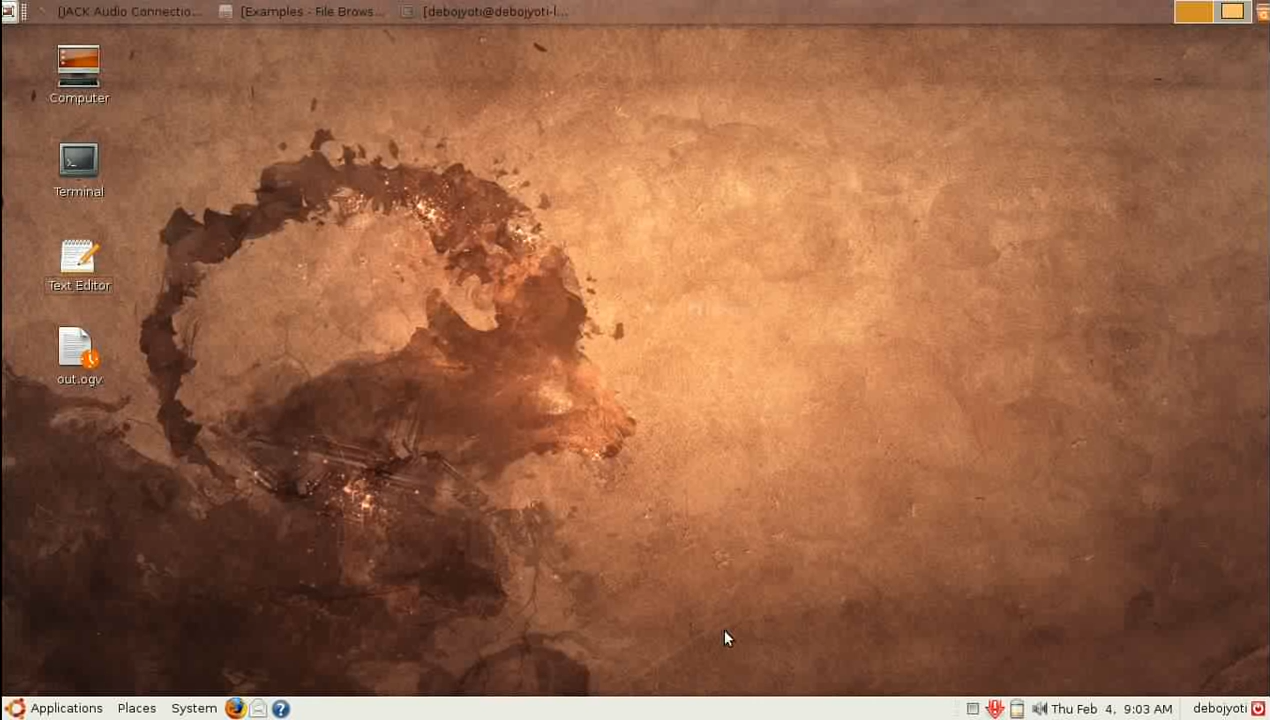 [JACK Audio Connectio...
[Examples - File Brows...
[debojyoti@debojyoti-l...
Computer
Terminal
Text Editor
out.ogv
Applications Places System
Thu Feb 4, 9:03 AM debojyoti